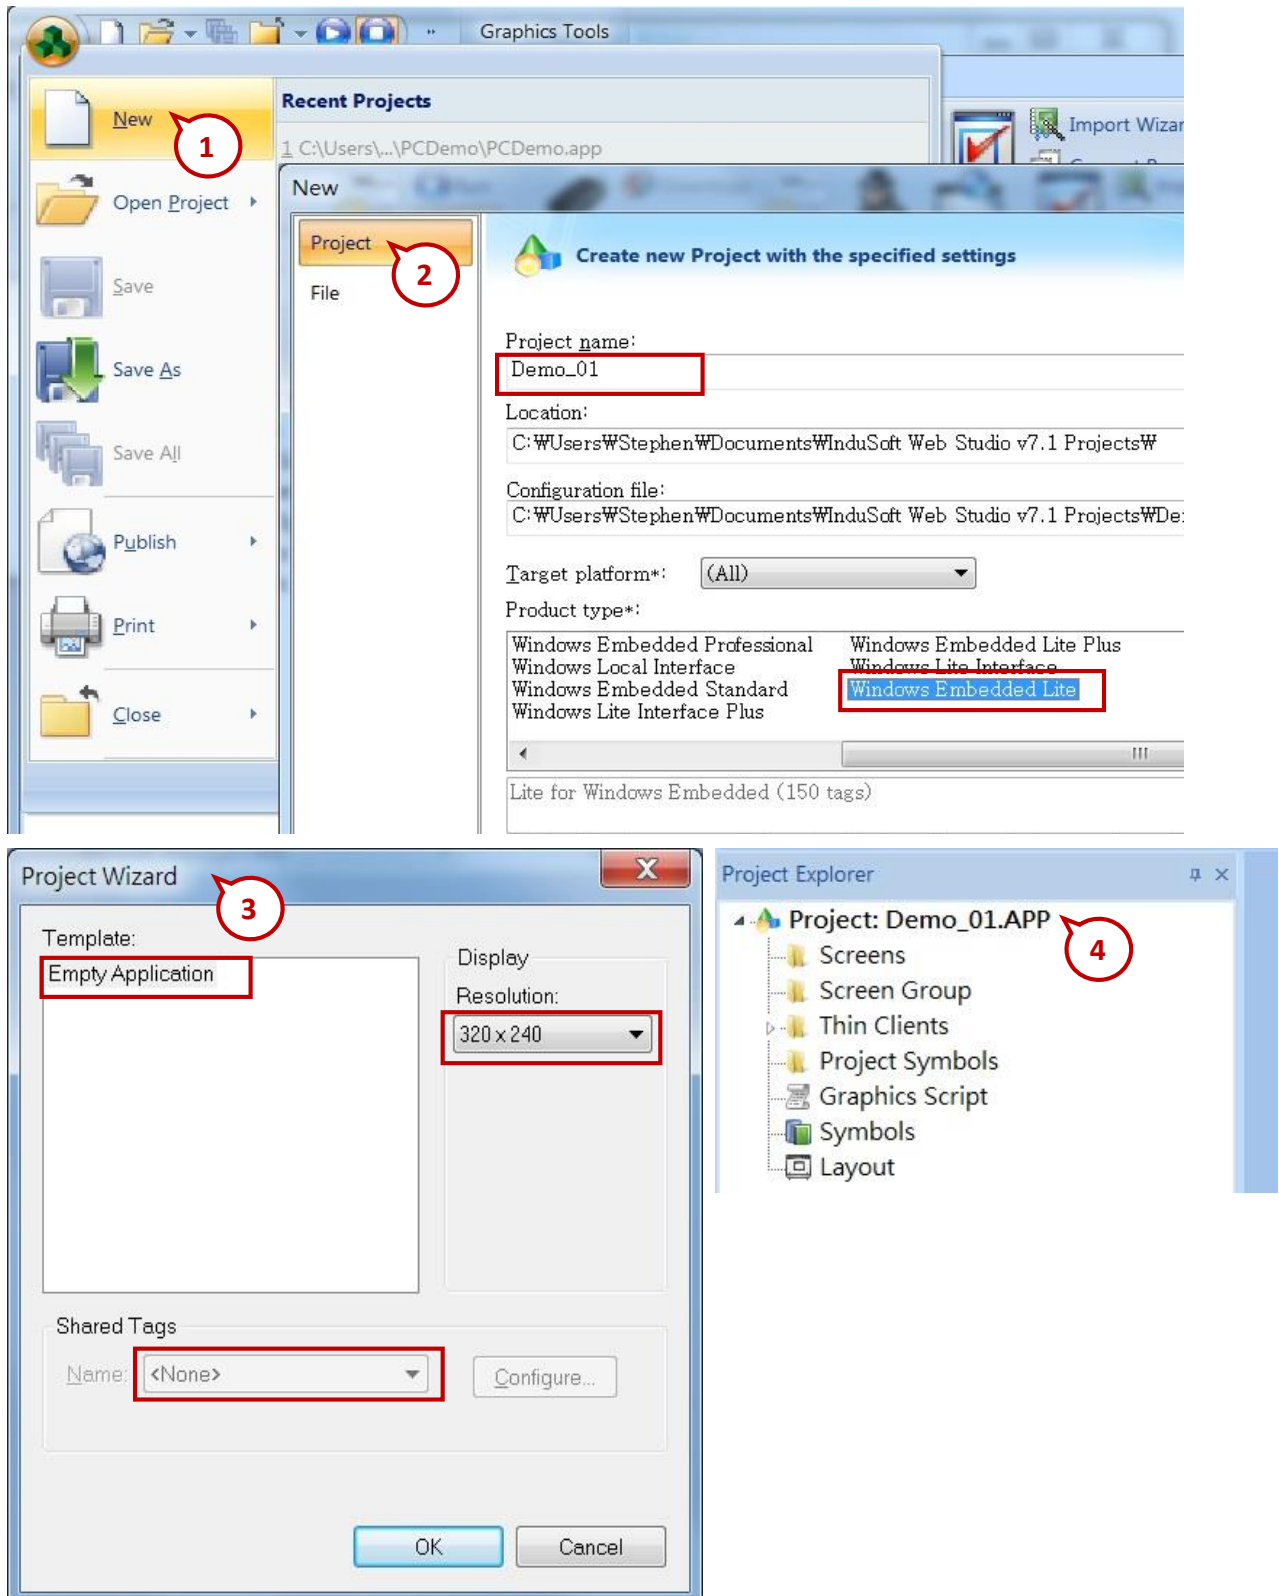 Graphics Tools
New
1
Recent Projects
1 C:\Users\...\PCDemo\PCDemo.app
Import Wizar
Open Project
Save
Save As
Save All
Publish
Print
Close
New
Project
2
File
Create new Project with the specified settings
Project name:
Demo_01
Location:
C:₩Users₩Stephen₩Documents₩InduSoft Web Studio v7.1 Projects₩
Configuration file:
C:₩Users₩Stephen₩Documents₩InduSoft Web Studio v7.1 Projects₩De
Target platform*: (All)
Product type*:
Windows Embedded Professional Windows Embedded Lite Plus
Windows Local Interface Windows Lite Interface
Windows Embedded Standard Windows Embedded Lite
Windows Lite Interface Plus
Lite for Windows Embedded (150 tags)
Project Wizard
3
Template:
Empty Application
Display
Resolution:
320 x 240
Shared Tags
Name: <None>
Configure...
OK Cancel
Project Explorer
Project: Demo_01.APP
4
Screens
Screen Group
Thin Clients
Project Symbols
Graphics Script
Symbols
Layout